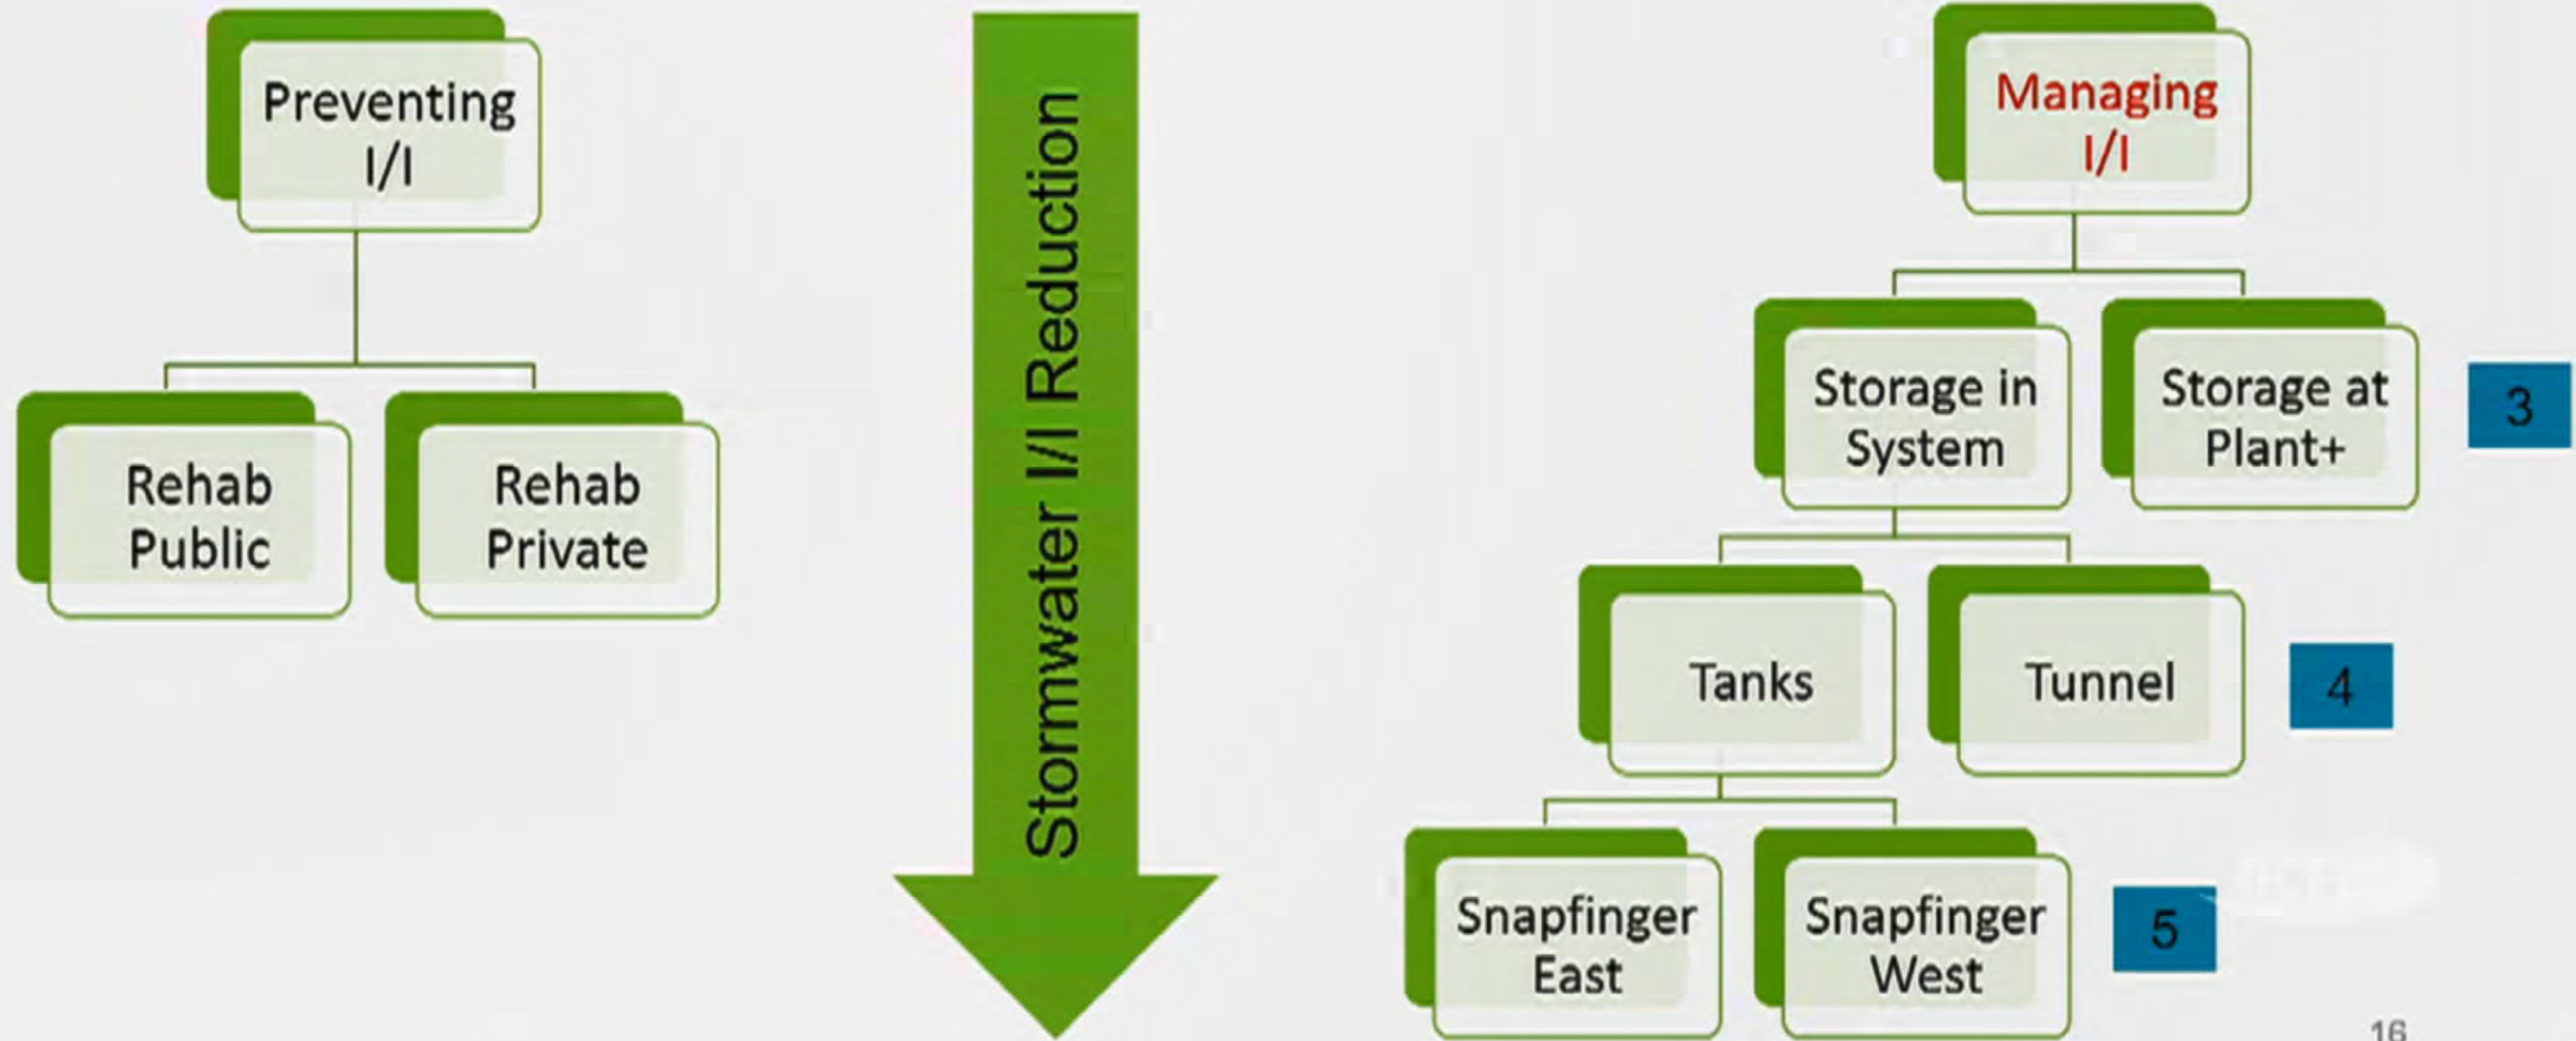 Preventing
I/I
Rehab
Public
Rehab
Private
Stormwater I/I Reduction
Managing
I/I
Storage in
System
Storage at
Plant+
3
Tanks
Tunnel
4
Snapfinger
East
Snapfinger
West
5
16